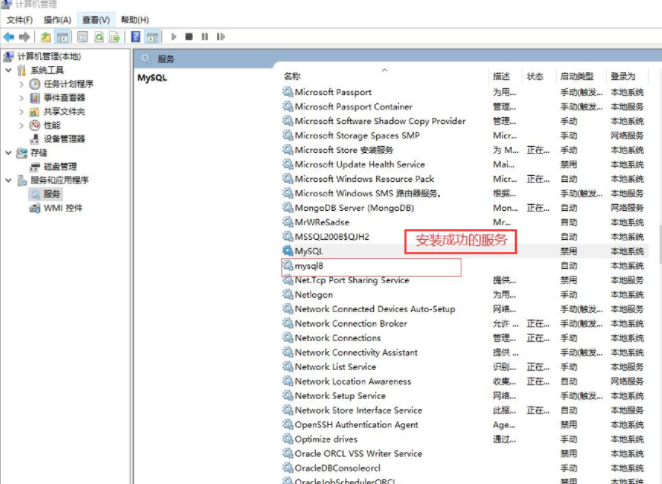 计算机管理
文件(F) 操作(A) 查看(V) 帮助(H)
计算机管理(本地)
系统工具
任务计划程序
事件查看器
共享文件夹
性能
设备管理器
存储
磁盘管理
服务和应用程序
服务
WMI 控件
服务
MySQL
名称 描述 状态 启动类型 登录为
Microsoft Passport 为用... 手动(触发... 本地系统
Microsoft Passport Container 管理... 手动(触发... 本地服务
Microsoft Software Shadow Copy Provider 管理... 手动 本地系统
Microsoft Storage Spaces SMP Micr... 手动 网络服务
Microsoft Store 安装服务 为 M... 正在... 手动 本地系统
Microsoft Update Health Service Mai... 禁用 本地系统
Microsoft Windows Resource Pack Micr... 正在... 自动 本地系统
Microsoft Windows SMS 路由器服务。 根据... 手动(触发... 本地服务
MongoDB Server (MongoDB) Mon... 正在... 自动 网络服务
MrWReSadse Mr... 自动 本地系统
MSSQL2008$QJH2 自动 本地系统
安装成功的服务
MySQL 禁用 本地系统
mysql8 自动 本地系统
Net.Tcp Port Sharing Service 提供... 禁用 本地服务
Netlogon 为用... 手动 本地系统
Network Connected Devices Auto-Setup 网络... 手动(触发... 本地服务
Network Connection Broker 允许 ... 正在... 手动(触发... 本地系统
Network Connections 管理... 正在... 手动 本地系统
Network Connectivity Assistant 提供 ... 手动(触发... 本地系统
Network List Service 识别... 正在... 手动 本地服务
Network Location Awareness 收集... 正在... 自动 网络服务
Network Setup Service 网络... 手动(触发... 本地系统
Network Store Interface Service 此服... 正在... 自动 本地服务
OpenSSH Authentication Agent Age... 禁用 本地系统
Optimize drives 通过... 手动 本地系统
Oracle ORCL VSS Writer Service 禁用 本地系统
OracleDBConsoleorcl 手动 本地系统
OracleJobSchedulerORCL 禁用 本地系统